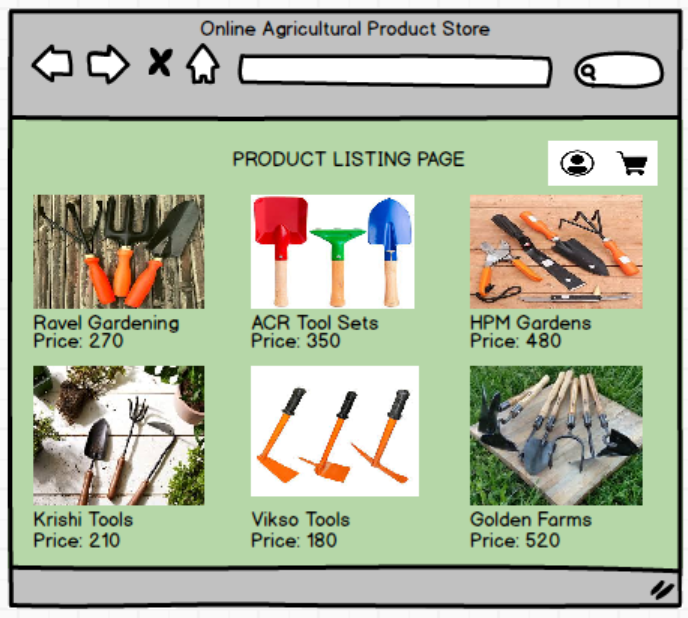 Online Agricultural Product Store
PRODUCT LISTING PAGE
Ravel Gardening
Price: 270
ACR Tool Sets
Price: 350
HPM Gardens
Price: 480
Krishi Tools
Price: 210
Vikso Tools
Price: 180
Golden Farms
Price: 520